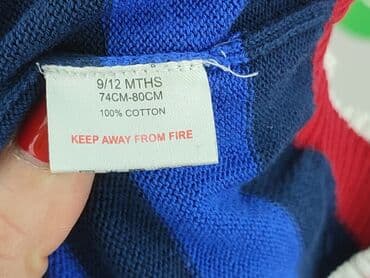 9/12 MTHS
74CM-80CM
100% COTTON
KEEP AWAY FROM FIRE